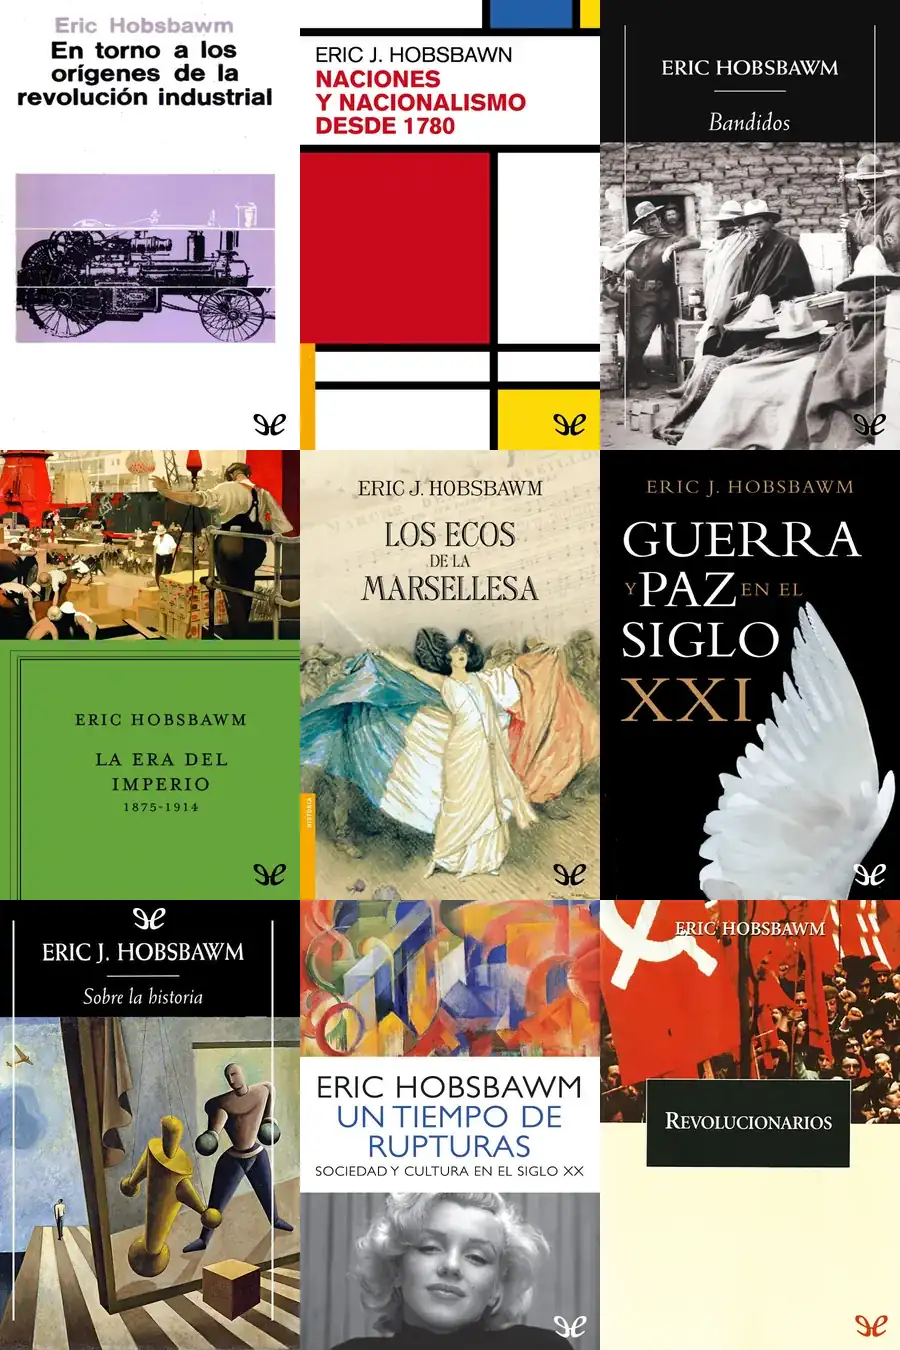 Eric Hobsbawm
En torno a los
orígenes de la
revolución industrial
ERIC J. HOBSBAWN
NACIONES
Y NACIONALISMO
DESDE 1780
ERIC HOBSBAWM
Bandidos
ERIC HOBSBAWM
LA ERA DEL
IMPERIO
1875-1914
ERIC J. HOBSBAWM
LOS ECOS
DE LA
MARSELLESA
HISTORIA
ERIC J. HOBSBAWM
GUERRA
Y PAZ EN EL
SIGLO
XXI
ERIC J. HOBSBAWM
Sobre la historia
ERIC HOBSBAWM
UN TIEMPO DE
RUPTURAS
SOCIEDAD Y CULTURA EN EL SIGLO XX
ERIC HOBSBAWM
REVOLUCIONARIOS